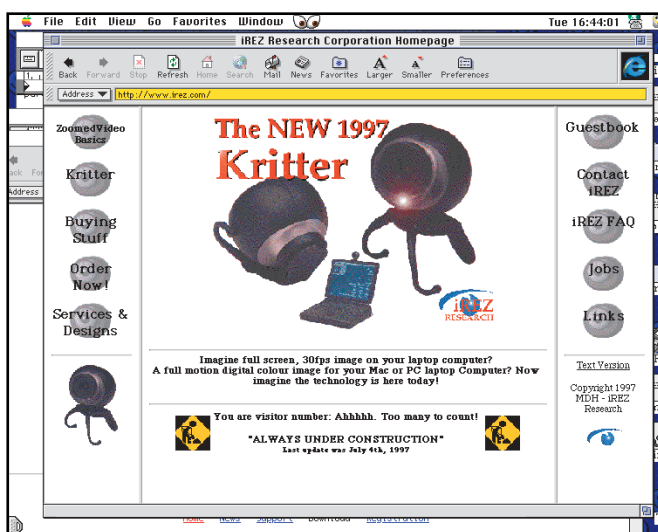 File Edit View Go Favorites Window
Tue 16:44:01
iREZ Research Corporation Homepage
Back Forward Stop Refresh Home Search Mail News Favorites Larger Smaller Preferences
Address http://www.irez.com/
ZoomedVideo
Basics
Kritter
Buying
Stuff
Order
Now!
Services &
Designs
The NEW 1997
Kritter
iREZ
RESEARCH
Imagine full screen, 30fps image on your laptop computer?
A full motion digital colour image for your Mac or PC laptop Computer? Now
imagine the technology is here today!
You are visitor number: Ahhhhh. Too many to count!
"ALWAYS UNDER CONSTRUCTION"
Last update was July 4th, 1997
Guestbook
Contact
iREZ
iREZ FAQ
Jobs
Links
Text Version
Copyright 1997
MDH - iREZ
Research
ack For
Address
Home News Support Download Registration